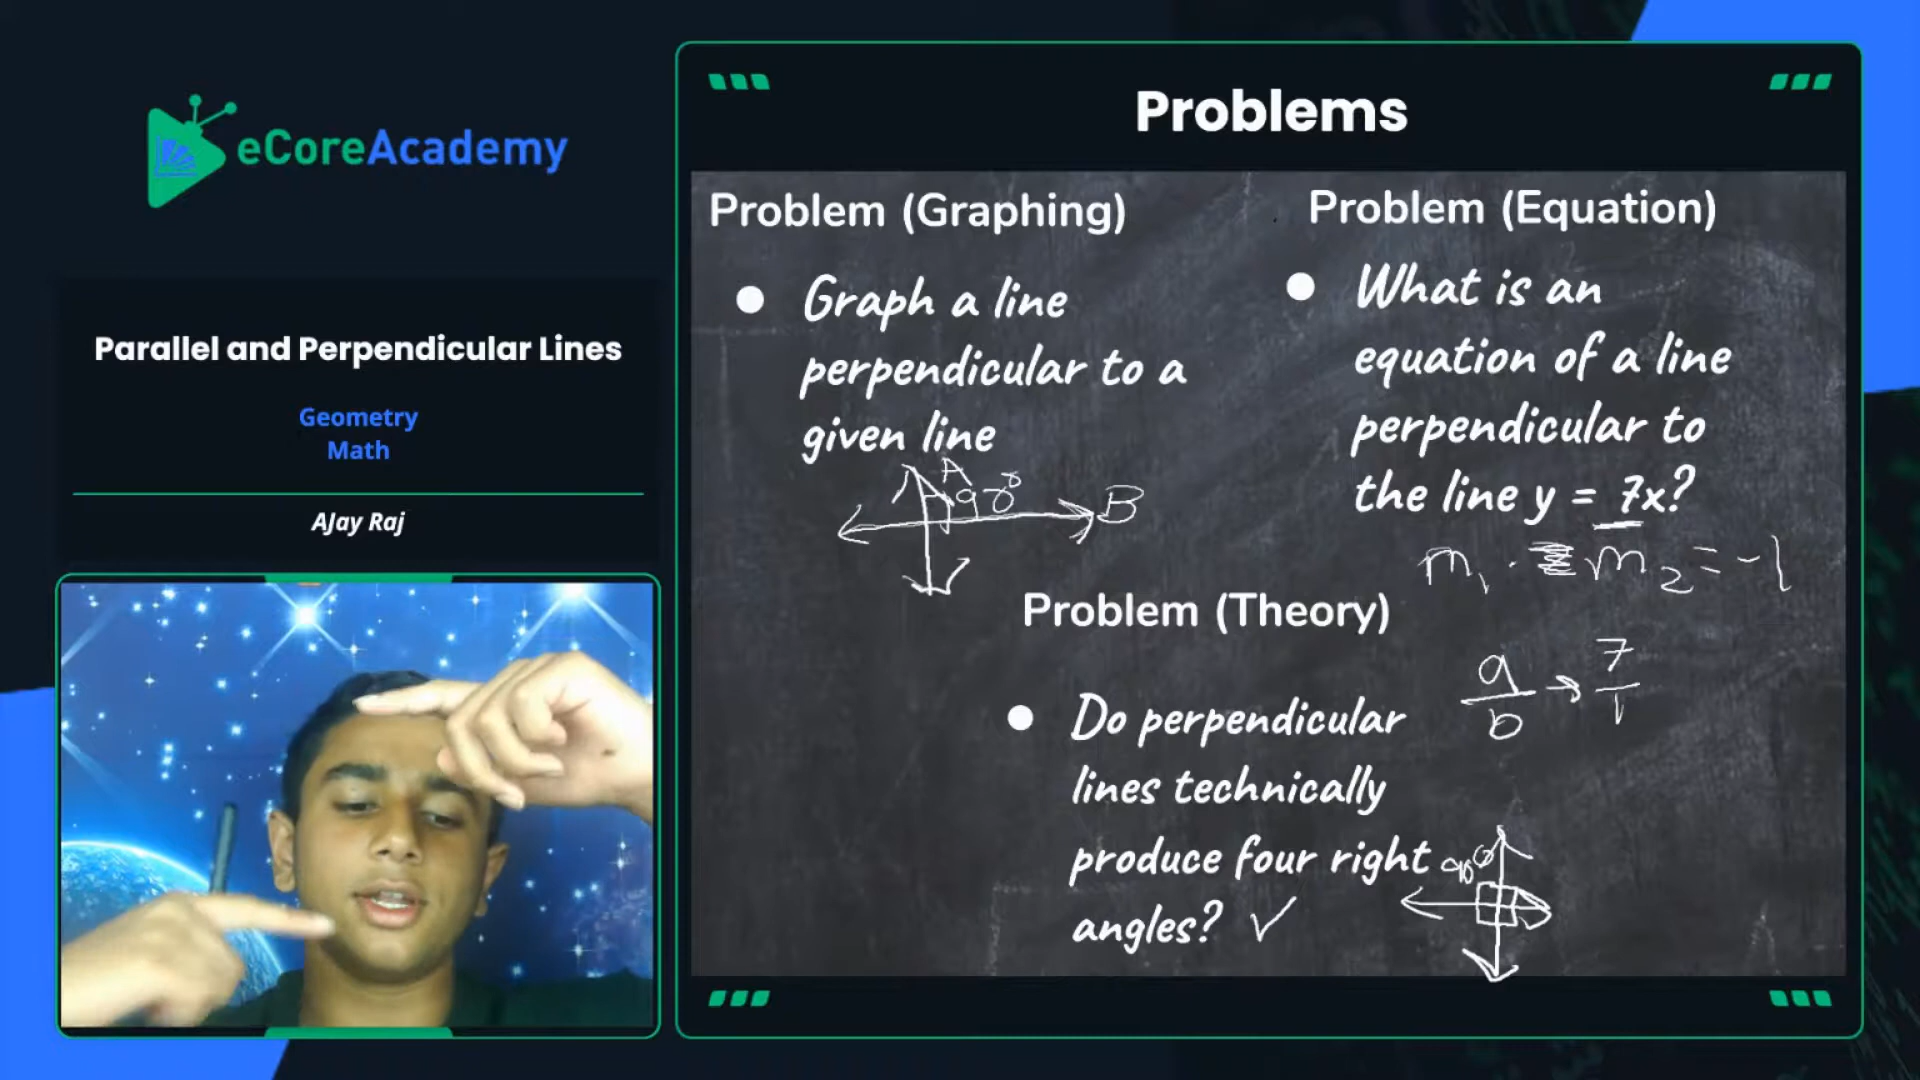 eCoreAcademy
Parallel and Perpendicular Lines
Geometry
Math
AJay Raj
Problems
Problem (Graphing)
Graph a line
perpendicular to a
given line
A
90°
B
Problem (Equation)
What is an
equation of a line
perpendicular to
the line y = 7x?
m₁ · m₂ = -1
a/b → 7/1
Problem (Theory)
Do perpendicular
lines technically
produce four right
angles? ✓
90